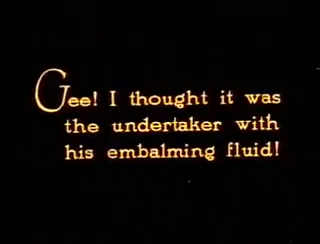 Gee! I thought it was
the undertaker with
his embalming fluid!